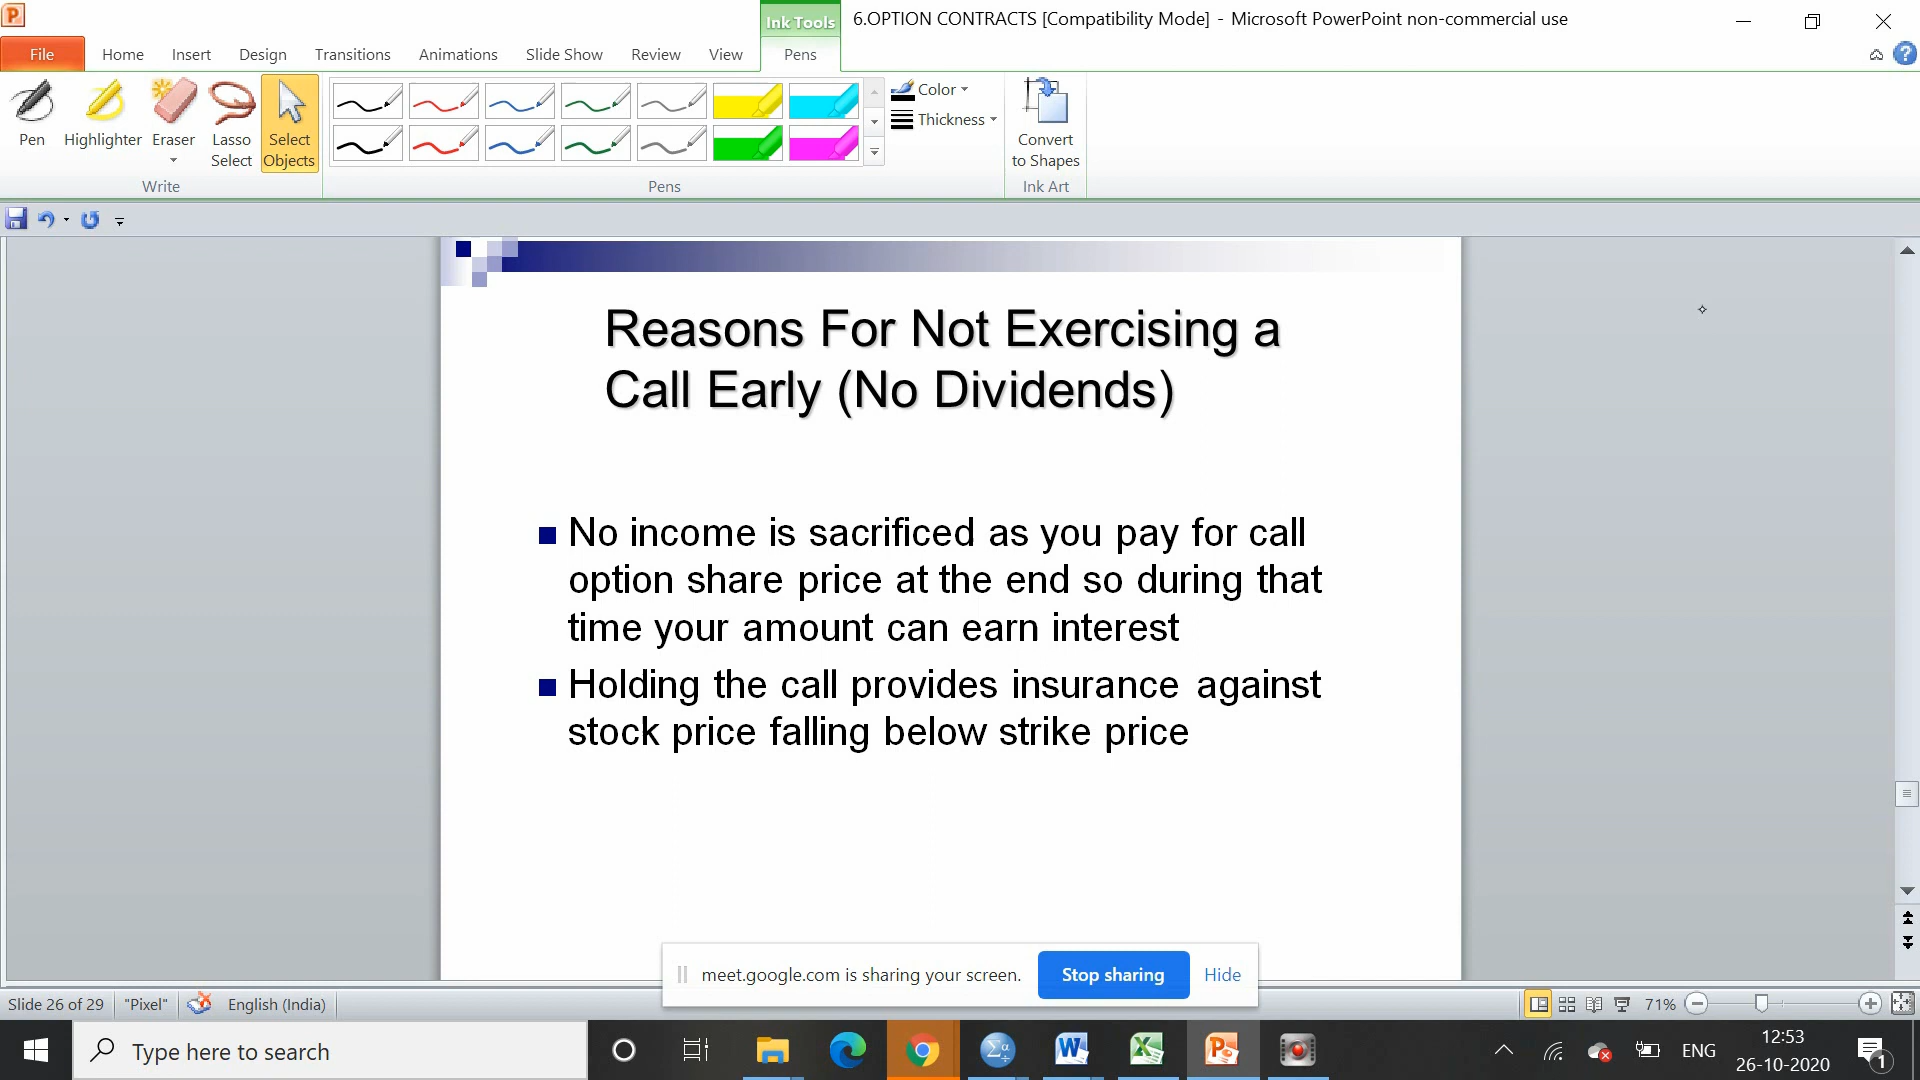 Ink Tools
6.OPTION CONTRACTS [Compatibility Mode] - Microsoft PowerPoint non-commercial use
File Home Insert Design Transitions Animations Slide Show Review View Pens
Pen Highlighter Eraser Lasso Select Select Objects
Color
Thickness
Convert to Shapes
Write Pens Ink Art
Reasons For Not Exercising a
Call Early (No Dividends)
No income is sacrificed as you pay for call
option share price at the end so during that
time your amount can earn interest
Holding the call provides insurance against
stock price falling below strike price
meet.google.com is sharing your screen. Stop sharing Hide
Slide 26 of 29 "Pixel" English (India) 71%
Type here to search
ENG
12:53
26-10-2020
1